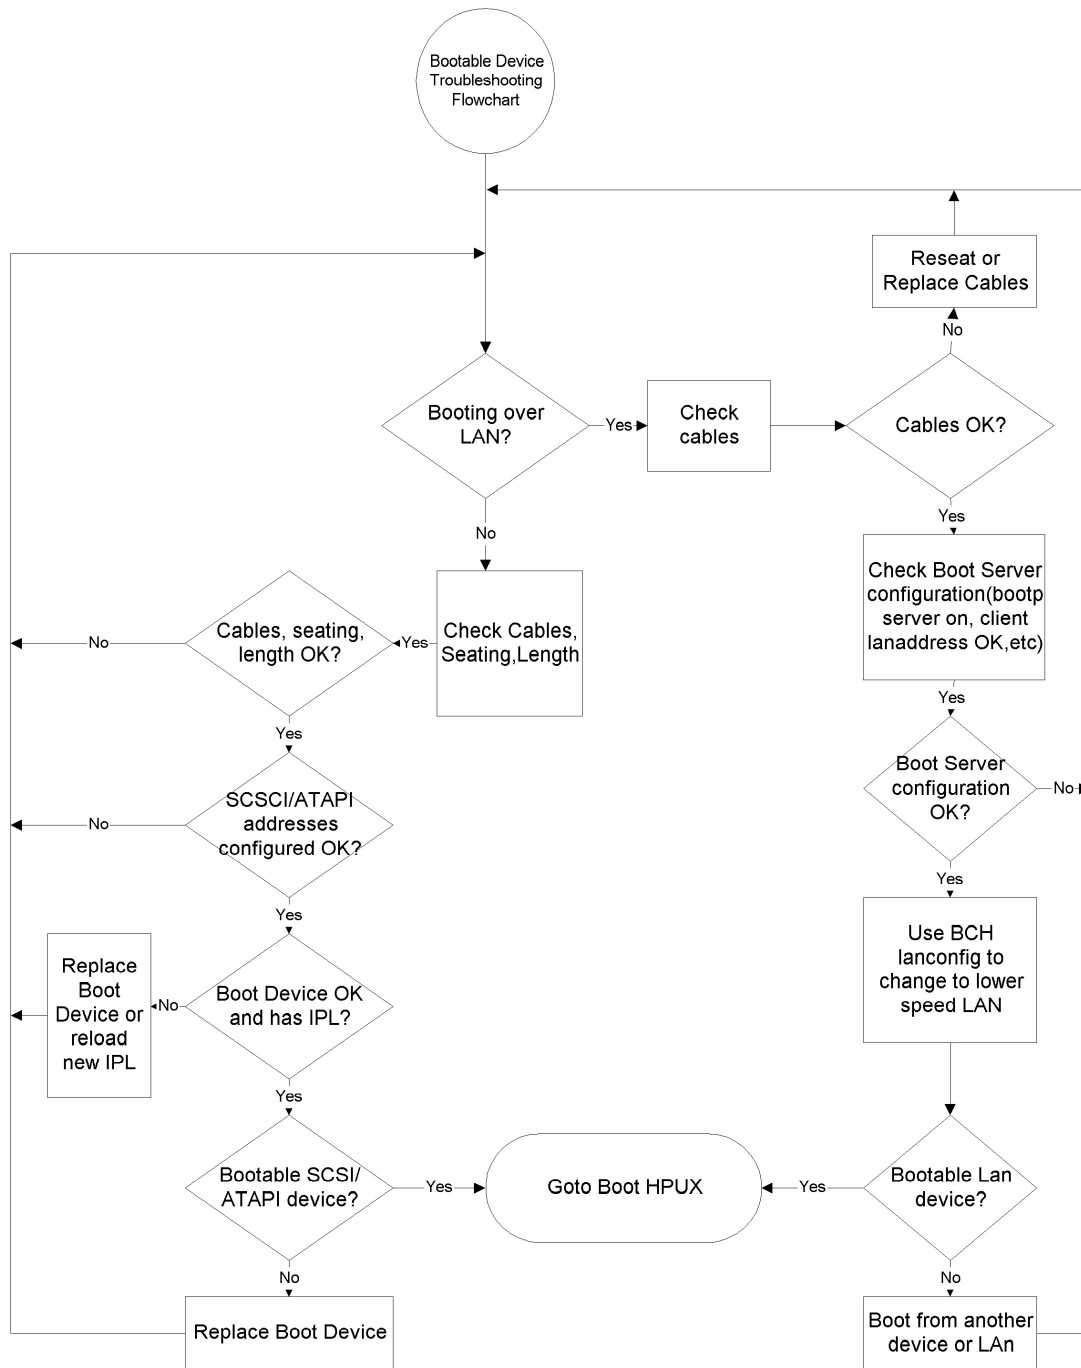 Bootable Device
Troubleshooting
Flowchart
Reseat or
Replace Cables
No
Booting over
LAN?
Yes
Check
cables
Cables OK?
No
Yes
Check Boot Server
configuration(bootp
server on, client
lanaddress OK,etc)
Cables, seating,
length OK?
No
Yes
Check Cables,
Seating,Length
Yes
Yes
Boot Server
configuration
OK?
No
SCSCI/ATAPI
addresses
configured OK?
No
Yes
Yes
Use BCH
lanconfig to
change to lower
speed LAN
Replace
Boot
Device or
reload
new IPL
No
Boot Device OK
and has IPL?
Yes
Bootable SCSI/
ATAPI device?
Yes
Goto Boot HPUX
Yes
Bootable Lan
device?
No
No
Replace Boot Device
Boot from another
device or LAn